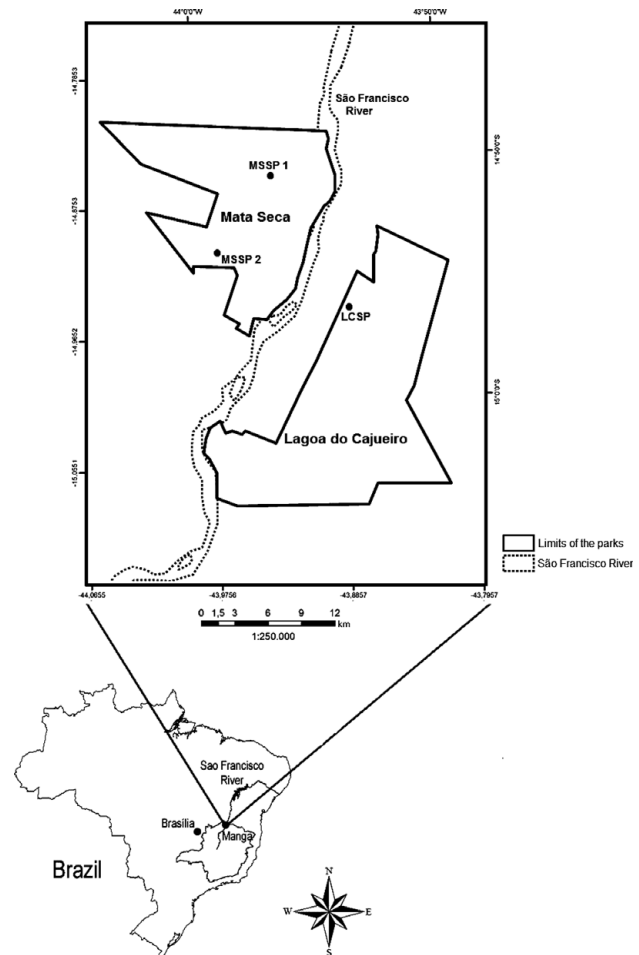 44°0'0"W
43°50'0"W
-14,7853
São Francisco
River
14°50'0"S
MSSP 1
-14,8753
Mata Seca
MSSP 2
LCSP
-14,9652
15°0'0"S
Lagoa do Cajueiro
-15,0551
Limits of the parks
São Francisco River
-44,0655
-43,9756
-43,8857
-43,7957
0 1,5 3 6 9 12
km
1:250.000
Sao Francisco
River
Brasília
Manga
Brazil
N
W
E
S